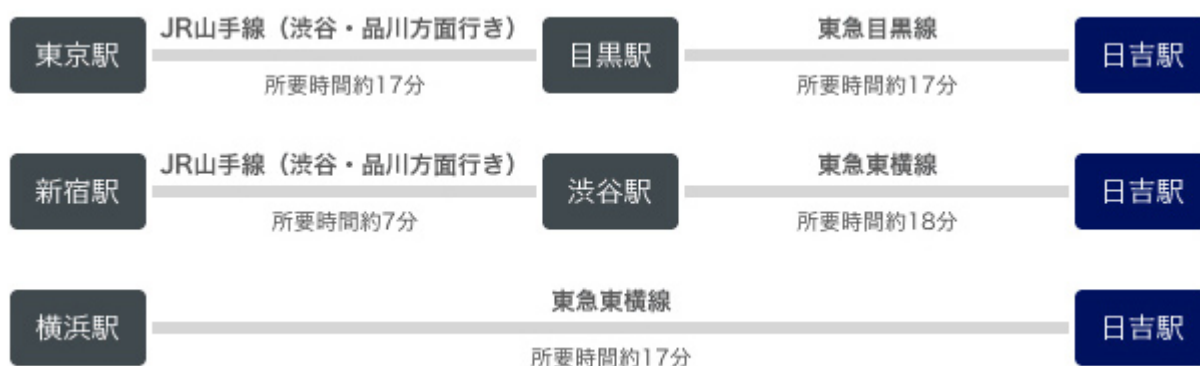 JR山手線（渋谷・品川方面行き）
東急目黒線
東京駅
目黒駅
日吉駅
所要時間約17分
所要時間約17分
JR山手線（渋谷・品川方面行き）
東急東横線
新宿駅
渋谷駅
日吉駅
所要時間約7分
所要時間約18分
東急東横線
横浜駅
日吉駅
所要時間約17分